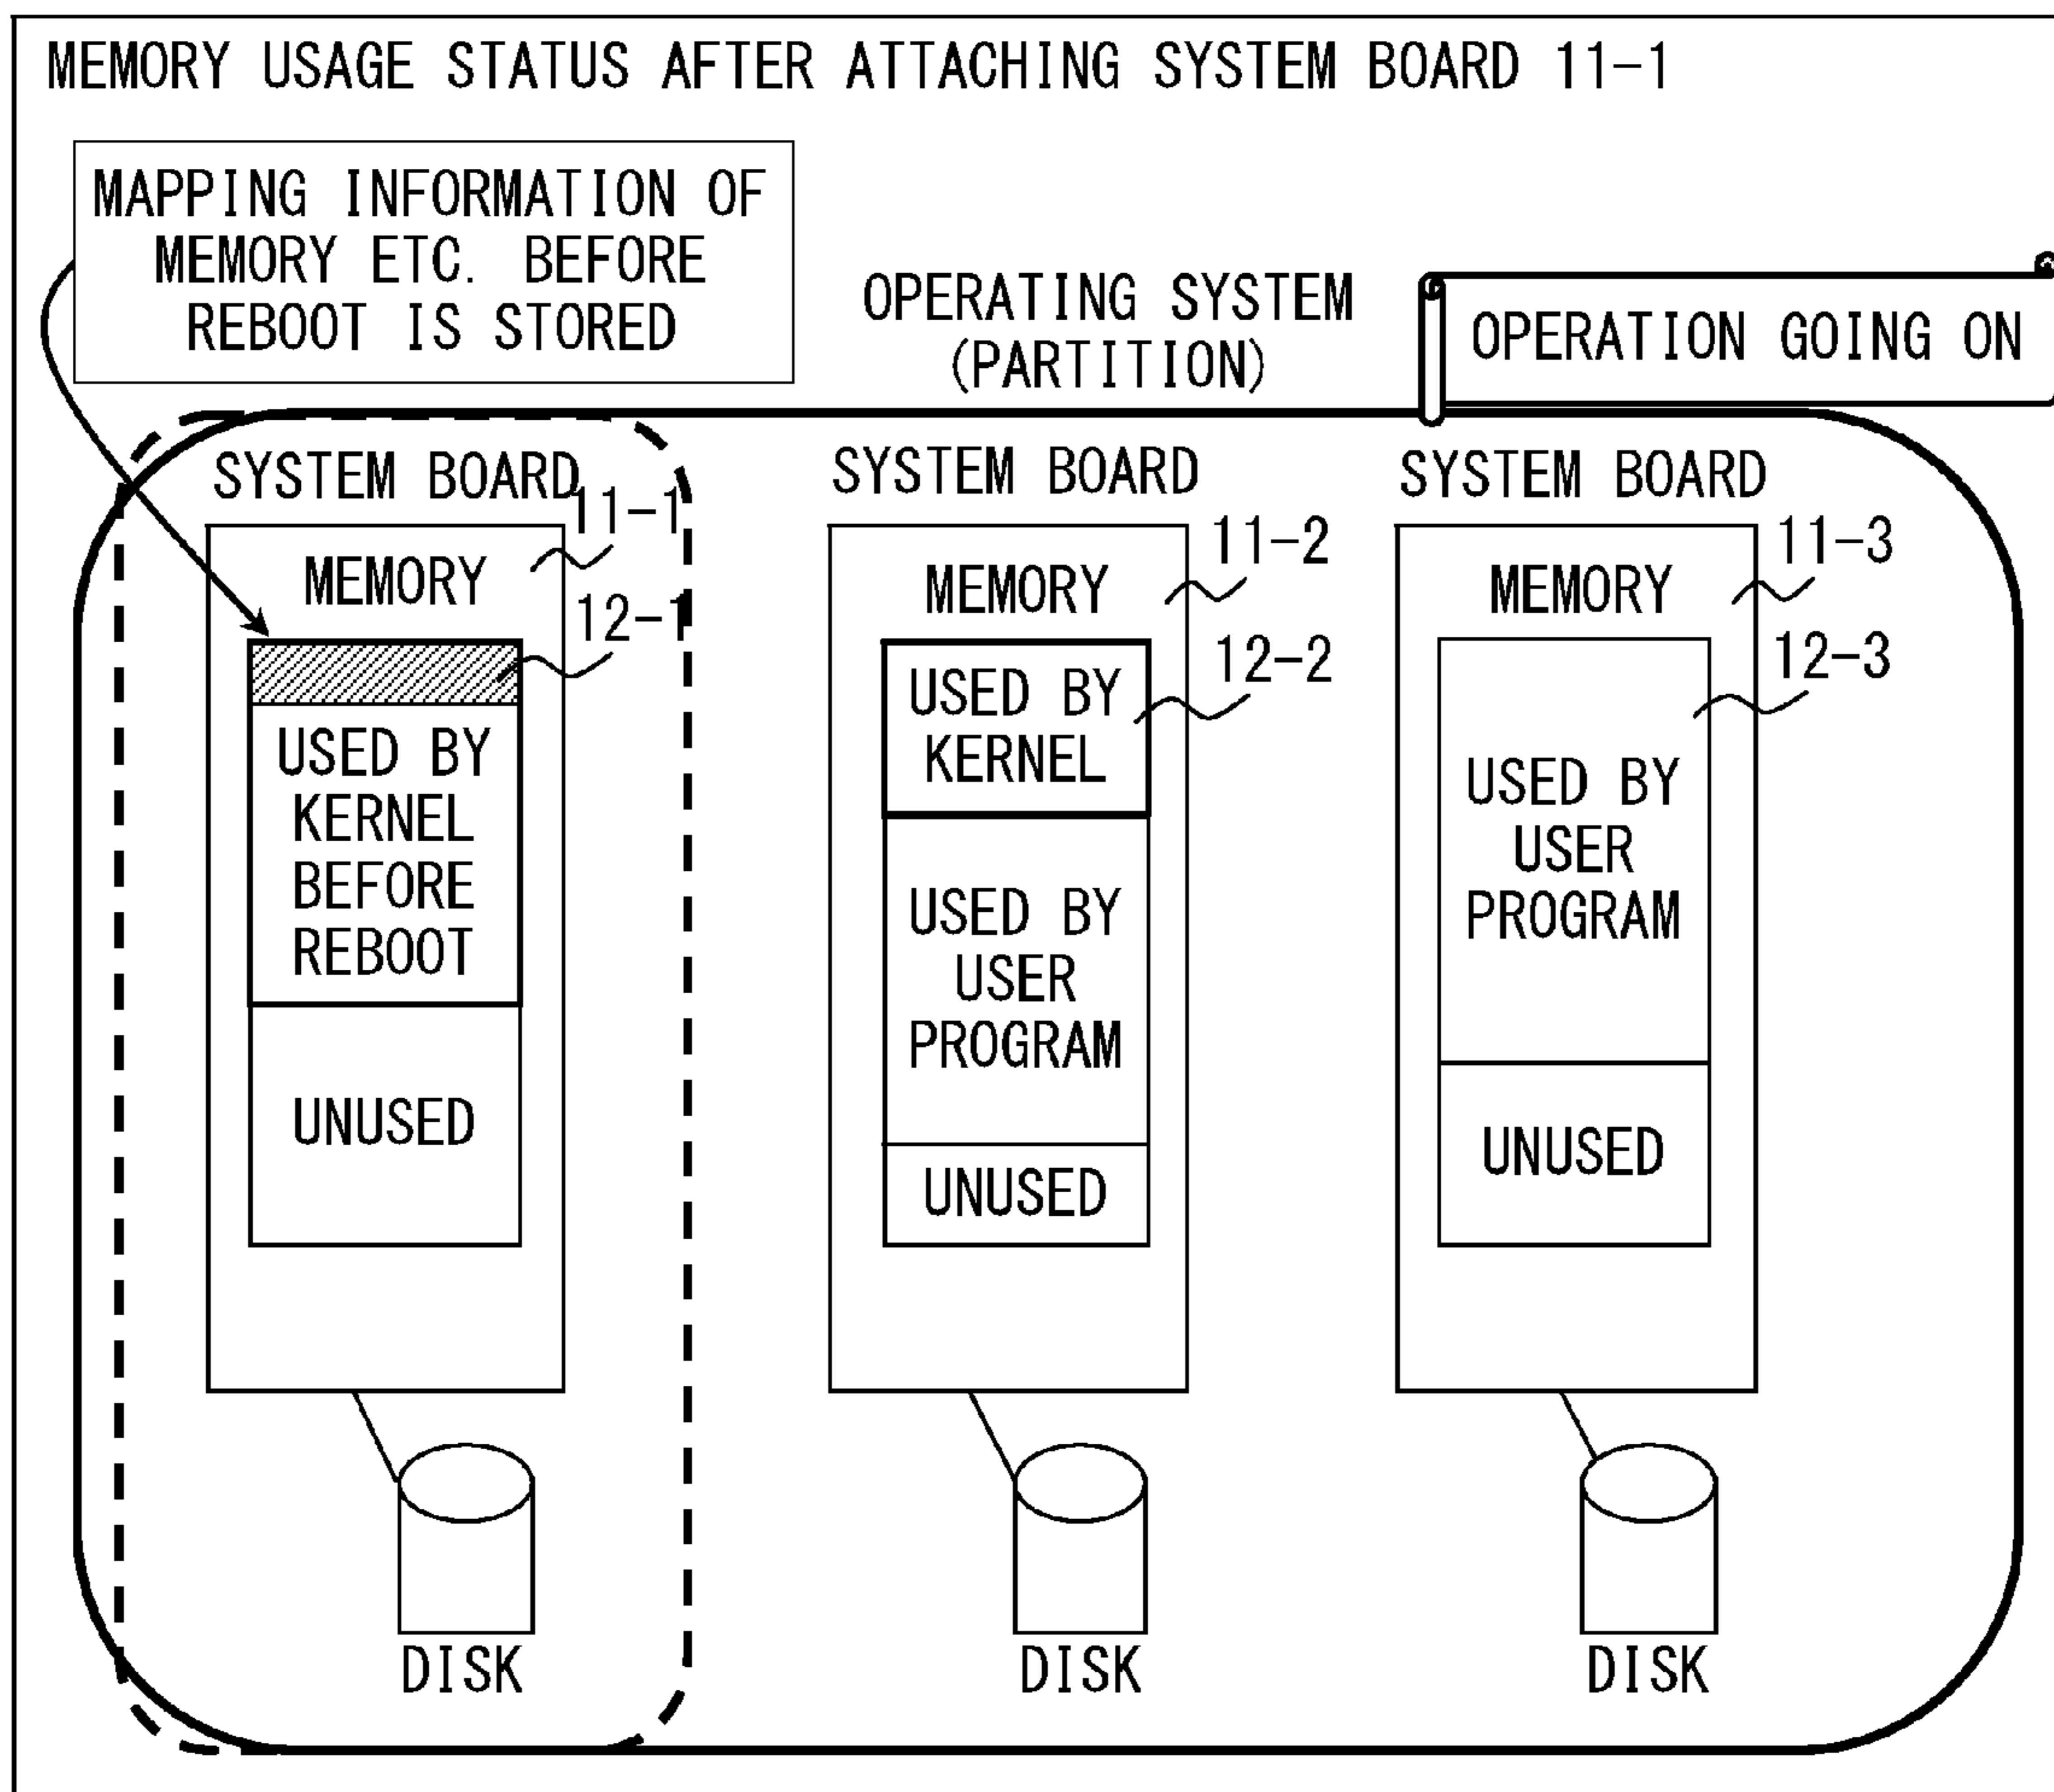 MEMORY USAGE STATUS AFTER ATTACHING SYSTEM BOARD 11-1
MAPPING INFORMATION OF
MEMORY ETC. BEFORE
REBOOT IS STORED
OPERATING SYSTEM
(PARTITION)
OPERATION GOING ON
SYSTEM BOARD
11-1
MEMORY
12-1
USED BY
KERNEL
BEFORE
REBOOT
UNUSED
DISK
SYSTEM BOARD
11-2
MEMORY
12-2
USED BY
KERNEL
USED BY
USER
PROGRAM
UNUSED
DISK
SYSTEM BOARD
11-3
MEMORY
12-3
USED BY
USER
PROGRAM
UNUSED
DISK